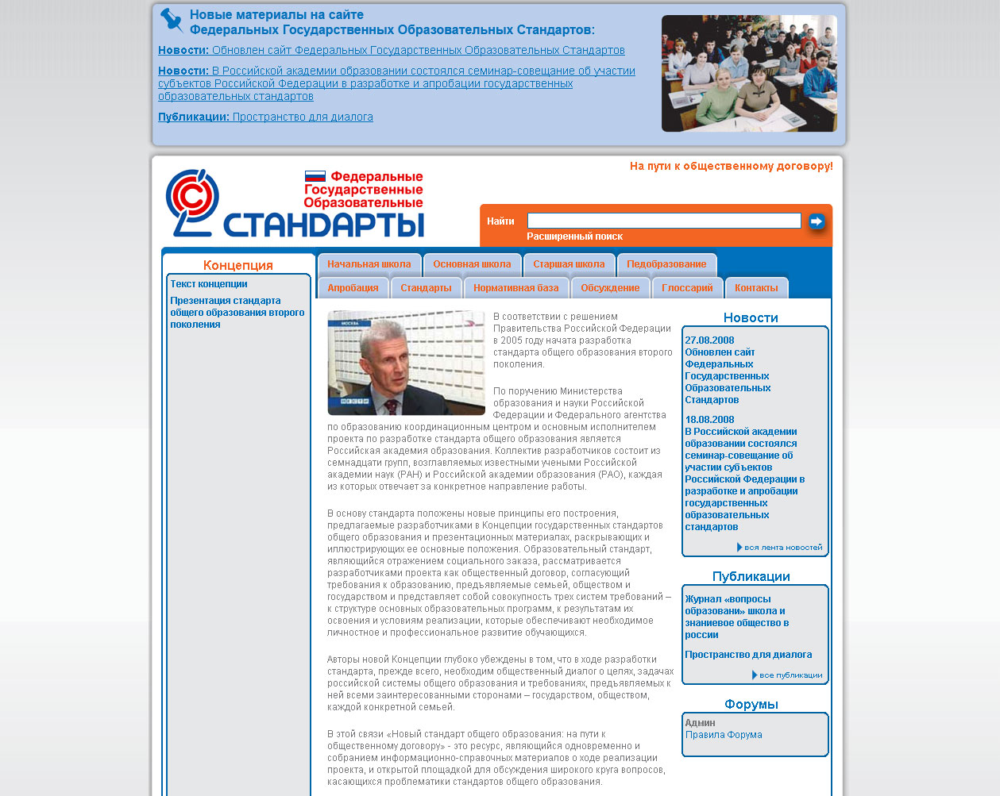 Новые материалы на сайте
Федеральных Государственных Образовательных Стандартов:
Новости: Обновлен сайт Федеральных Государственных Образовательных Стандартов
Новости: В Российской академии образовании состоялся семинар-совещание об участии
субъектов Российской Федерации в разработке и апробации государственных
образовательных стандартов
Публикации: Пространство для диалога
На пути к общественному договору!
Федеральные
Государственные
Образовательные
СТАНДАРТЫ
Найти
Расширенный поиск
Концепция
Текст концепции
Презентация стандарта
общего образования второго
поколения
Начальная школа
Основная школа
Старшая школа
Педобразование
Апробация
Стандарты
Нормативная база
Обсуждение
Глоссарий
Контакты
МОСКВА
ВЕСТИ
В соответствии с решением
Правительства Российской Федерации
в 2005 году начата разработка
стандарта общего образования второго
поколения.
По поручению Министерства
образования и науки Российской
Федерации и Федерального агентства
по образованию координационным центром и основным исполнителем
проекта по разработке стандарта общего образования является
Российская академия образования. Коллектив разработчиков состоит из
семнадцати групп, возглавляемых известными учеными Российской
академии наук (РАН) и Российской академии образования (РАО), каждая
из которых отвечает за конкретное направление работы.
В основу стандарта положены новые принципы его построения,
предлагаемые разработчиками в Концепции государственных стандартов
общего образования и презентационных материалах, раскрывающих и
иллюстрирующих ее основные положения. Образовательный стандарт,
являющийся отражением социального заказа, рассматривается
разработчиками проекта как общественный договор, согласующий
требования к образованию, предъявляемые семьей, обществом и
государством и представляет собой совокупность трех систем требований –
к структуре основных образовательных программ, к результатам их
освоения и условиям реализации, которые обеспечивают необходимое
личностное и профессиональное развитие обучающихся.
Авторы новой Концепции глубоко убеждены в том, что в ходе разработки
стандарта, прежде всего, необходим общественный диалог о целях, задачах
российской системы общего образования и требованиях, предъявляемых к
ней всеми заинтересованными сторонами – государством, обществом,
каждой конкретной семьей.
В этой связи «Новый стандарт общего образования: на пути к
общественному договору» - это ресурс, являющийся одновременно и
собранием информационно-справочных материалов о ходе реализации
проекта, и открытой площадкой для обсуждения широкого круга вопросов,
касающихся проблематики стандартов общего образования.
Новости
27.08.2008
Обновлен сайт
Федеральных
Государственных
Образовательных
Стандартов
18.08.2008
В Российской академии
образовании состоялся
семинар-совещание об
участии субъектов
Российской Федерации в
разработке и апробации
государственных
образовательных
стандартов
вся лента новостей
Публикации
Журнал «вопросы
образовани» школа и
знаниевое общество в
россии
Пространство для диалога
все публикации
Форумы
Админ
Правила Форума